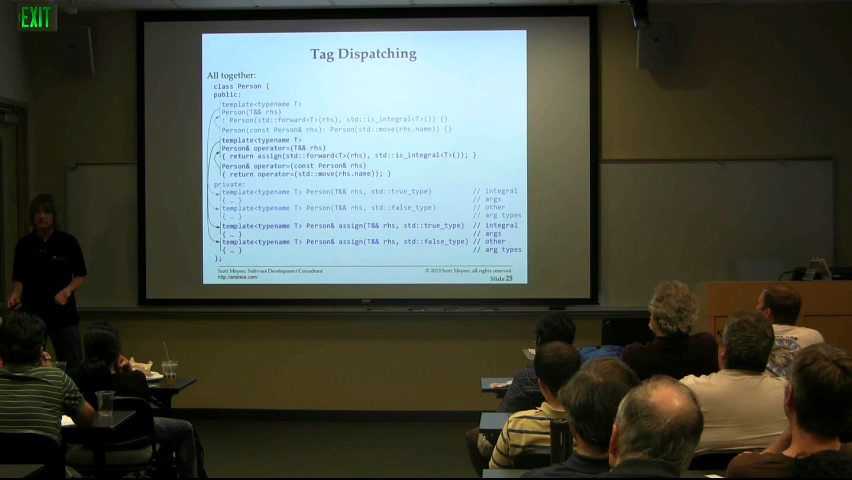 EXIT
Tag Dispatching
All together:
class Person {
public:
template<typename T>
Person(T&& rhs)
: Person(std::forward<T>(rhs), std::is_integral<T>()) {}
Person(const Person& rhs): Person(std::move(rhs.name)) {}
template<typename T>
Person& operator=(T&& rhs)
{ return assign(std::forward<T>(rhs), std::is_integral<T>()); }
Person& operator=(const Person& rhs)
{ return operator=(std::move(rhs.name)); }
private:
template<typename T> Person(T&& rhs, std::true_type) // integral
{ … } // args
template<typename T> Person(T&& rhs, std::false_type) // other
{ … } // arg types
template<typename T> Person& assign(T&& rhs, std::true_type) // integral
{ … } // args
template<typename T> Person& assign(T&& rhs, std::false_type) // other
{ … } // arg types
};
Scott Meyers, Software Development Consultant © 2013 Scott Meyers, all rights reserved.
http://aristeia.com/ Slide 25